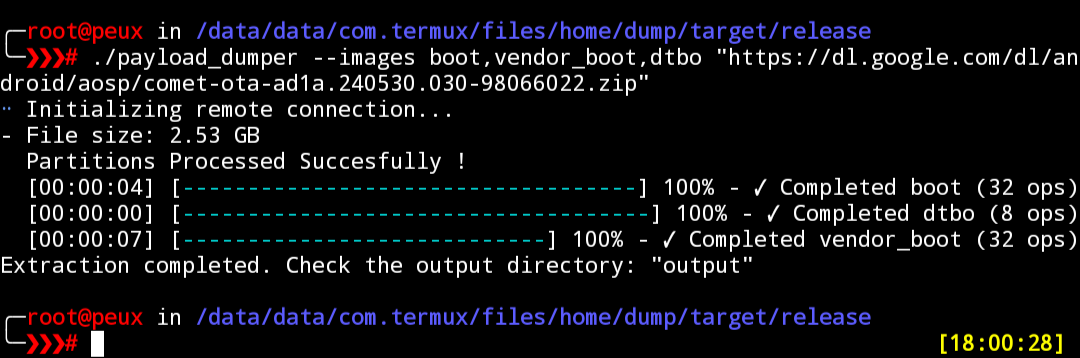 root@peux in /data/data/com.termux/files/home/dump/target/release
❯❯❯# ./payload_dumper --images boot,vendor_boot,dtbo "https://dl.google.com/dl/an
droid/aosp/comet-ota-ad1a.240530.030-98066022.zip"
¨ Initializing remote connection...
- File size: 2.53 GB
Partitions Processed Succesfully !
[00:00:04] [-----------------------------------] 100% - ✓ Completed boot (32 ops)
[00:00:00] [------------------------------------] 100% - ✓ Completed dtbo (8 ops)
[00:00:07] [----------------------------] 100% - ✓ Completed vendor_boot (32 ops)
Extraction completed. Check the output directory: "output"
root@peux in /data/data/com.termux/files/home/dump/target/release
❯❯❯# [18:00:28]